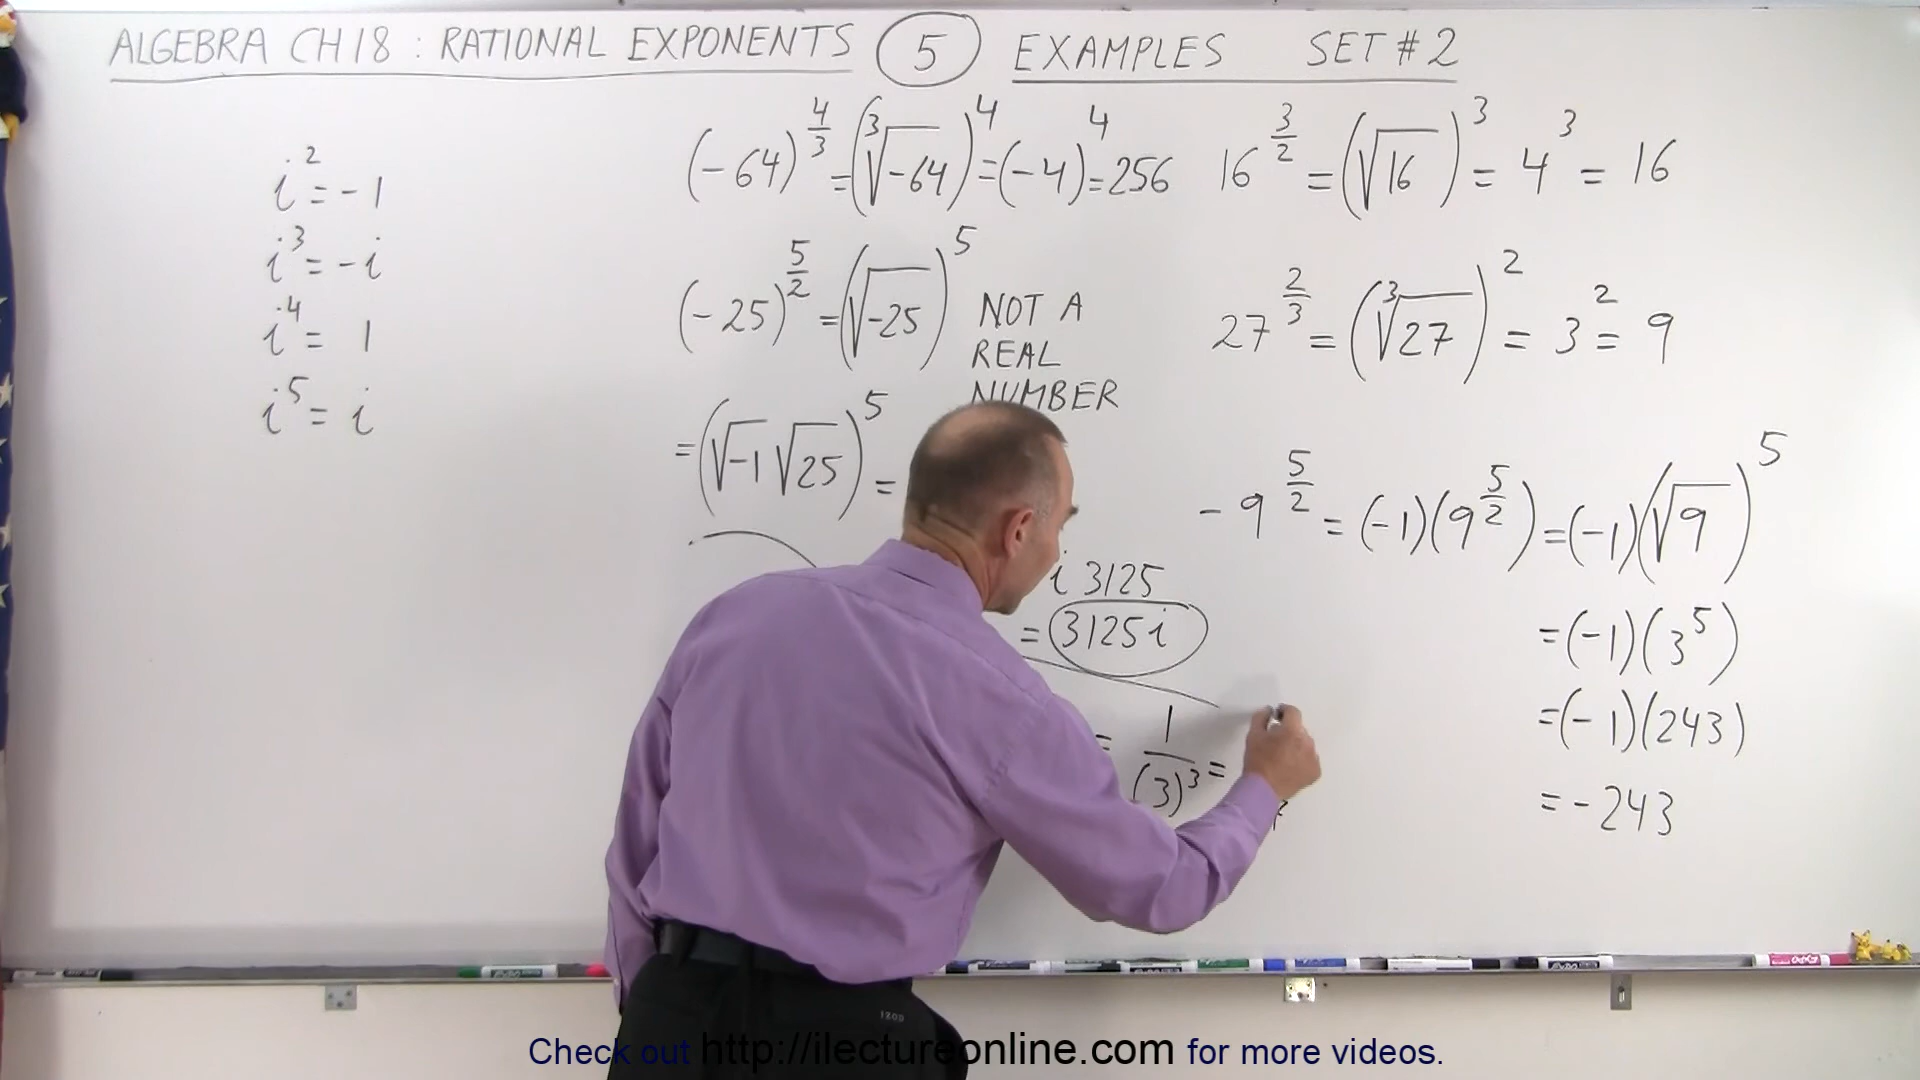 ALGEBRA CH 18 : RATIONAL EXPONENTS (5) EXAMPLES SET # 2
i² = -1
i³ = -i
i⁴ = 1
i⁵ = i
(-64)^(4/3) = (∛-64)⁴ = (-4)⁴ = 256
(-25)^(5/2) = (√-25)⁵ NOT A
REAL
NUMBER
= (√-1 √25)⁵ =
i 3125
= 3125i
= 1/(3)³ =
16^(3/2) = (√16)³ = 4³ = 16
27^(2/3) = (∛27)² = 3² = 9
-9^(5/2) = (-1)(9^(5/2)) = (-1)(√9)⁵
= (-1)(3⁵)
= (-1)(243)
= -243
IZOD
Check out http://ilectureonline.com for more videos.